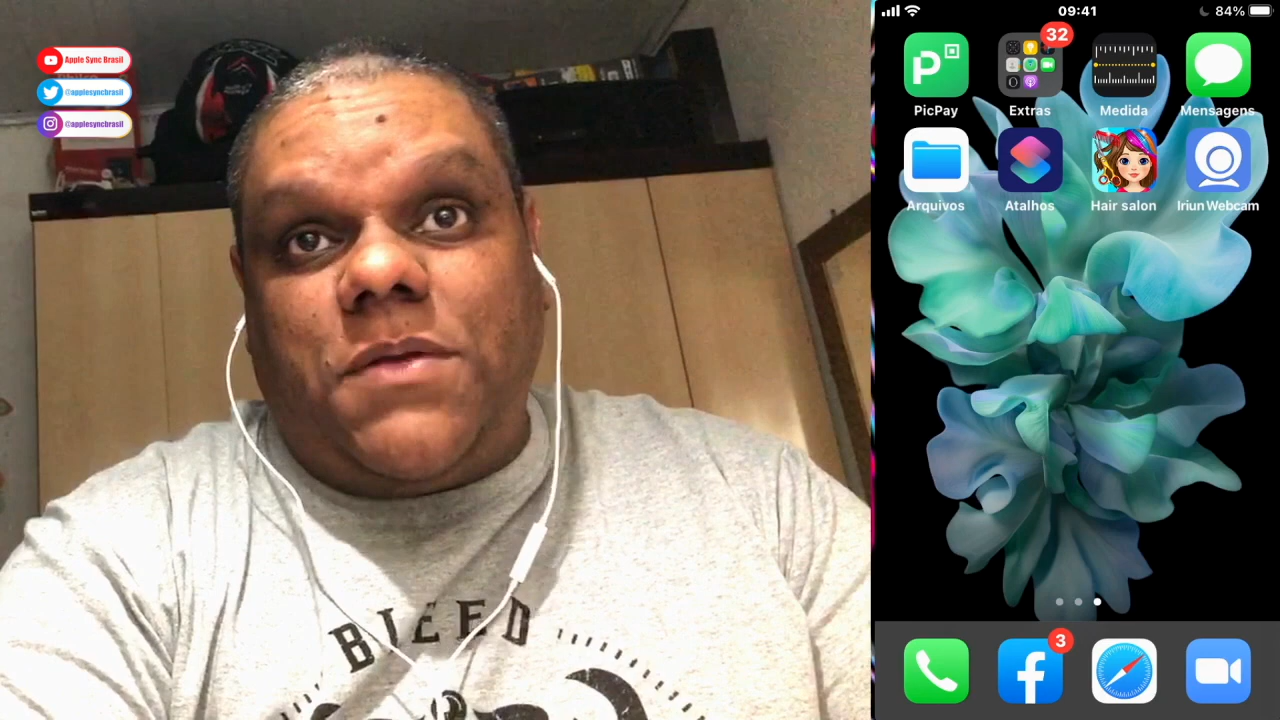 Apple Sync Brasil
@applesyncbrasil
@applesyncbrasil
BLEED
09:41
84%
32
PicPay
Extras
Medida
Mensagens
Arquivos
Atalhos
Hair salon
Iriun Webcam
3